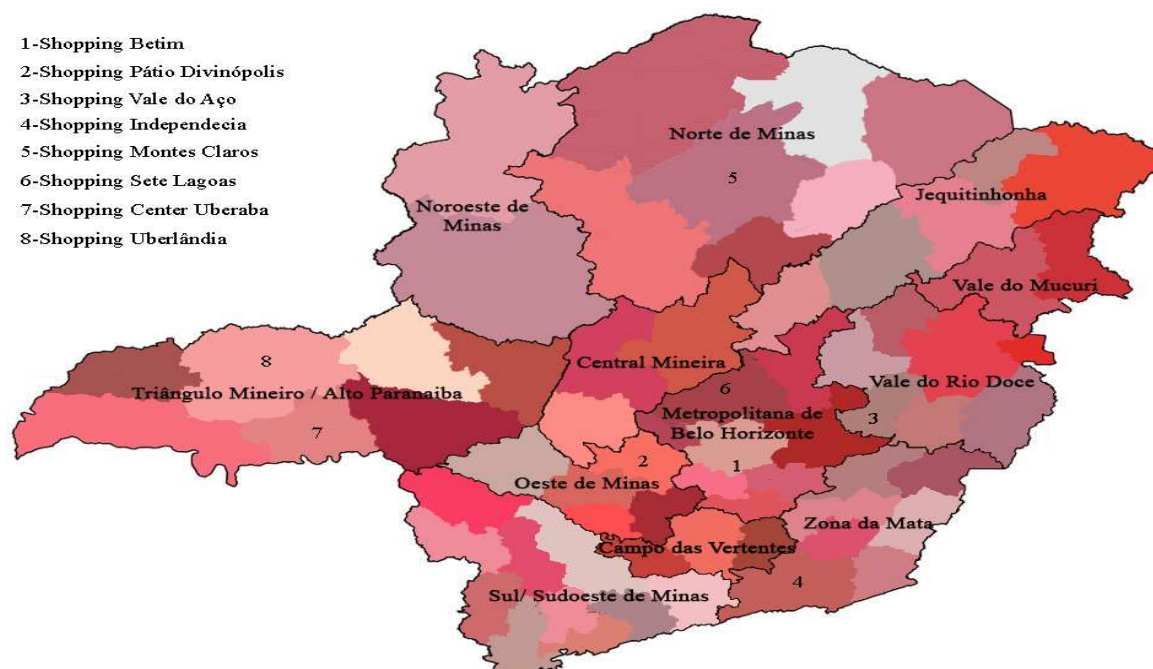 1-Shopping Betim
2-Shopping Pátio Divinópolis
3-Shopping Vale do Aço
4-Shopping Independecia
5-Shopping Montes Claros
6-Shopping Sete Lagoas
7-Shopping Center Uberaba
8-Shopping Uberlândia
Norte de Minas
5
Jequitinhonha
Noroeste de
Minas
Vale do Mucuri
8
Central Mineira
Triângulo Mineiro / Alto Paranaiba
Vale do Rio Doce
6
Metropolitana de
Belo Horizonte
3
7
2
1
Oeste de Minas
Zona da Mata
Campo das Vertentes
4
Sul/ Sudoeste de Minas